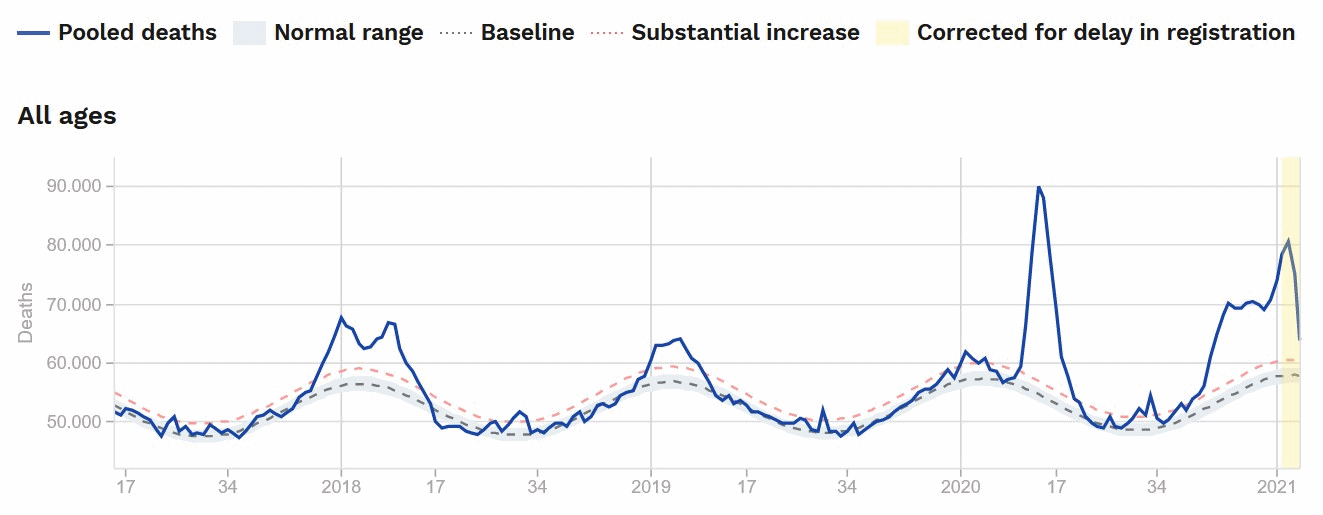 Pooled deaths Normal range Baseline Substantial increase Corrected for delay in registration
All ages
90.000
80.000
70.000
60.000
50.000
Deaths
17 34 2018 17 34 2019 17 34 2020 17 34 2021